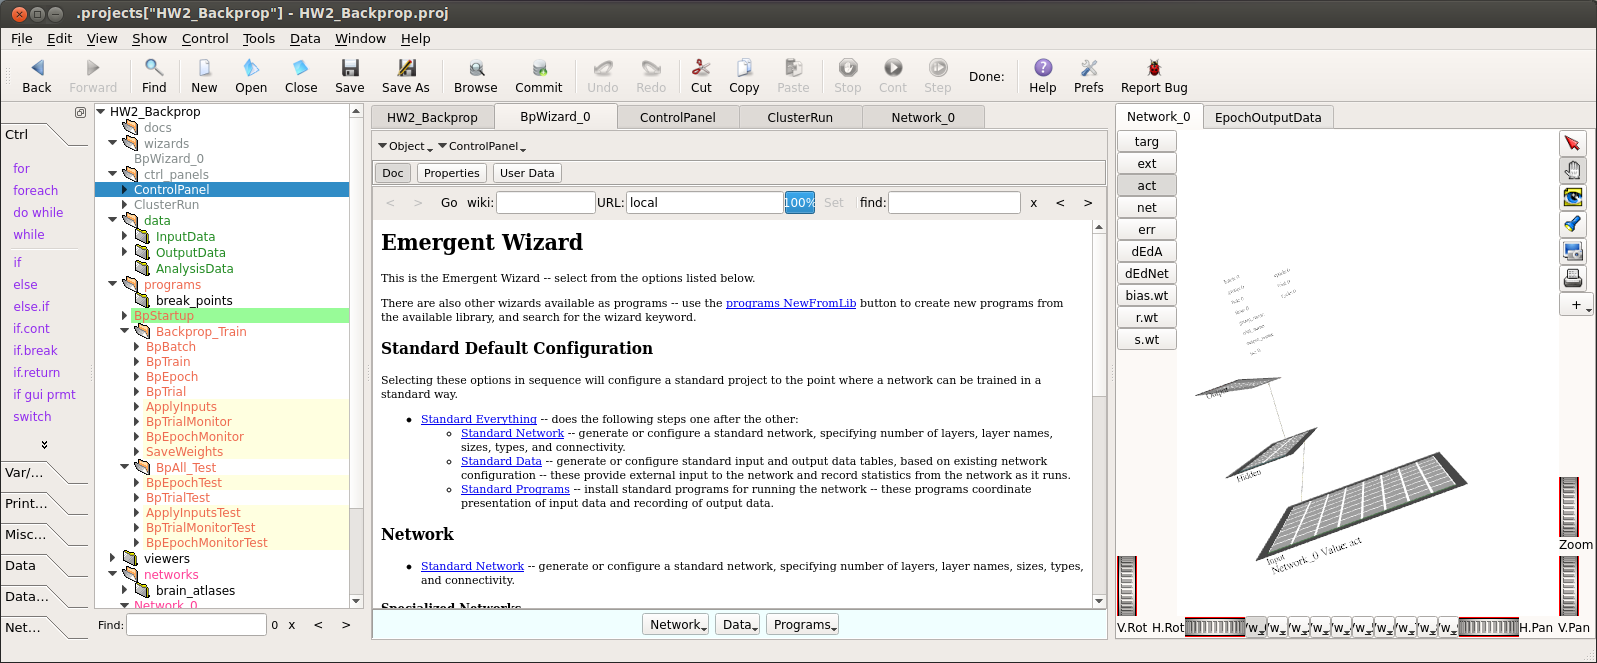 .projects["HW2_Backprop"] - HW2_Backprop.proj
File Edit View Show Control Tools Data Window Help
Back Forward Find New Open Close Save Save As Browse Commit Undo Redo Cut Copy Paste Stop Cont Step Done: Help Prefs Report Bug
Ctrl
for
foreach
do while
while
if
else
else.if
if.cont
if.break
if.return
if gui prmt
switch
Var/...
Print...
Misc...
Data
Data...
Net...
HW2_Backprop
docs
wizards
BpWizard_0
ctrl_panels
ControlPanel
ClusterRun
data
InputData
OutputData
AnalysisData
programs
break_points
BpStartup
Backprop_Train
BpBatch
BpTrain
BpEpoch
BpTrial
ApplyInputs
BpTrialMonitor
BpEpochMonitor
SaveWeights
BpAll_Test
BpEpochTest
BpTrialTest
ApplyInputsTest
BpTrialMonitorTest
BpEpochMonitorTest
viewers
networks
brain_atlases
Network_0
Find: 0 x < >
HW2_Backprop BpWizard_0 ControlPanel ClusterRun Network_0
Object ControlPanel
Doc Properties User Data
< > Go wiki: URL: local 100% Set find: x < >
Emergent Wizard
This is the Emergent Wizard -- select from the options listed below.
There are also other wizards available as programs -- use the programs NewFromLib button to create new programs from
the available library, and search for the wizard keyword.
Standard Default Configuration
Selecting these options in sequence will configure a standard project to the point where a network can be trained in a
standard way.
• Standard Everything -- does the following steps one after the other:
◦ Standard Network -- generate or configure a standard network, specifying number of layers, layer names,
sizes, types, and connectivity.
◦ Standard Data -- generate or configure standard input and output data tables, based on existing network
configuration -- these provide external input to the network and record statistics from the network as it runs.
◦ Standard Programs -- install standard programs for running the network -- these programs coordinate
presentation of input data and recording of output data.
Network
• Standard Network -- generate or configure a standard network, specifying number of layers, layer names, sizes, types,
and connectivity.
Specialized Networks
Network Data Programs
Network_0 EpochOutputData
targ
ext
act
net
err
dEdA
dEdNet
bias.wt
r.wt
s.wt
Output
Hidden
Input
Network_0 Value: act
+
Zoom
V.Rot H.Rot H.Pan V.Pan